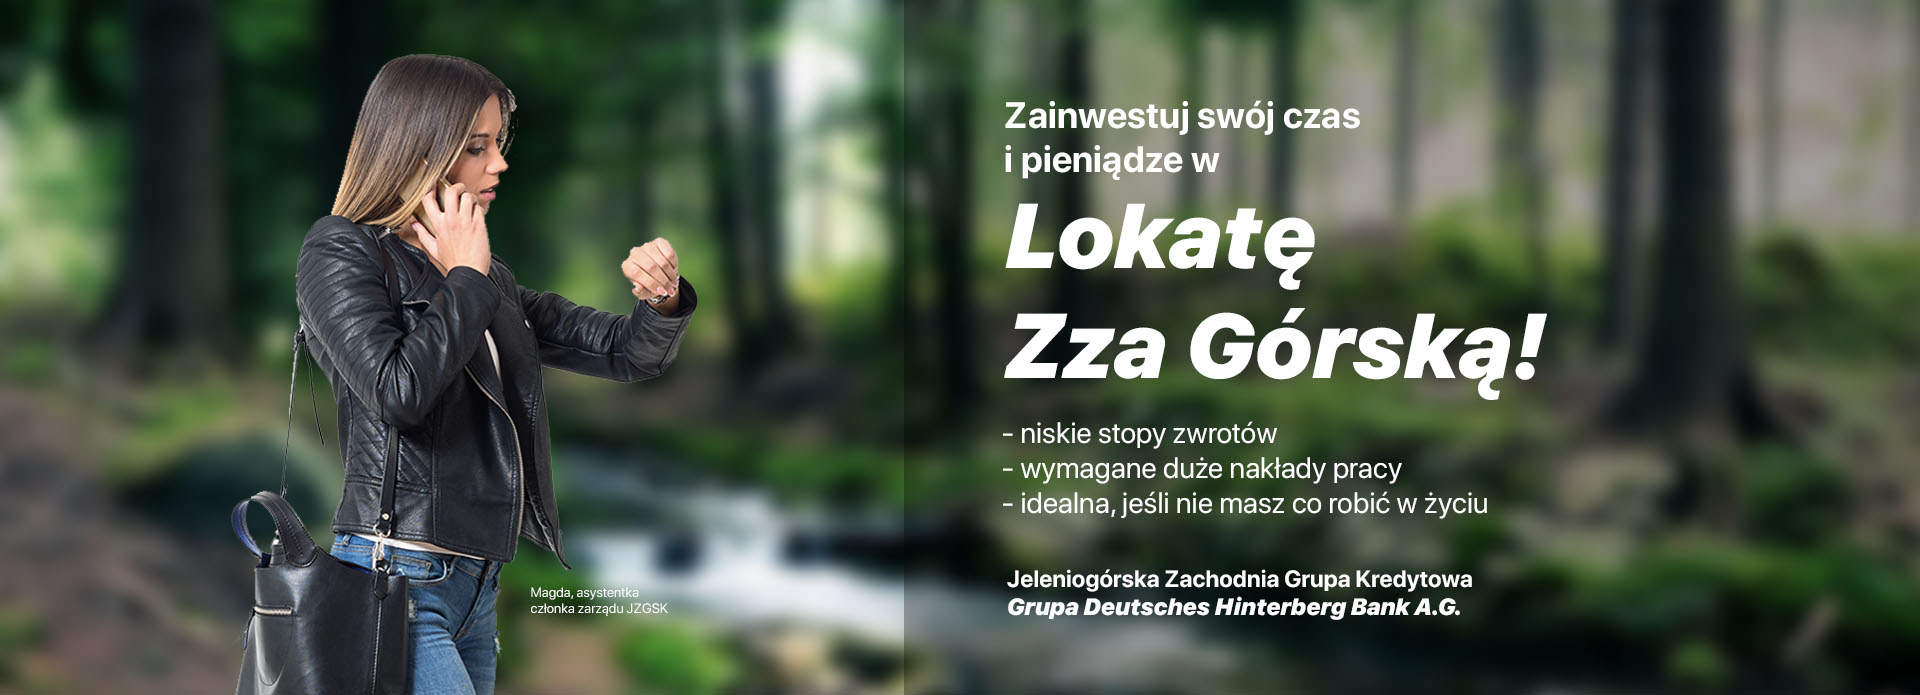 Zainwestuj swój czas
i pieniądze w
Lokatę
Zza Górską!
- niskie stopy zwrotów
- wymagane duże nakłady pracy
- idealna, jeśli nie masz co robić w życiu
Jeleniogórska Zachodnia Grupa Kredytowa
Grupa Deutsches Hinterberg Bank A.G.
Magda, asystentka
członka zarządu JZGSK